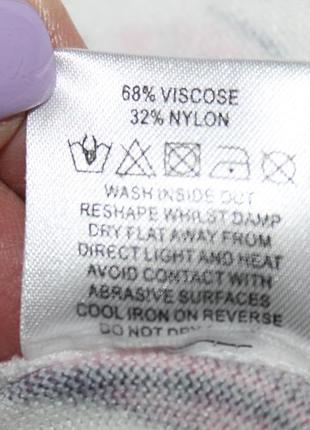 68% VISCOSE
32% NYLON
WASH INSIDE OUT
RESHAPE WHILST DAMP
DRY FLAT AWAY FROM
DIRECT LIGHT AND HEAT
AVOID CONTACT WITH
ABRASIVE SURFACES
COOL IRON ON REVERSE
DO NOT